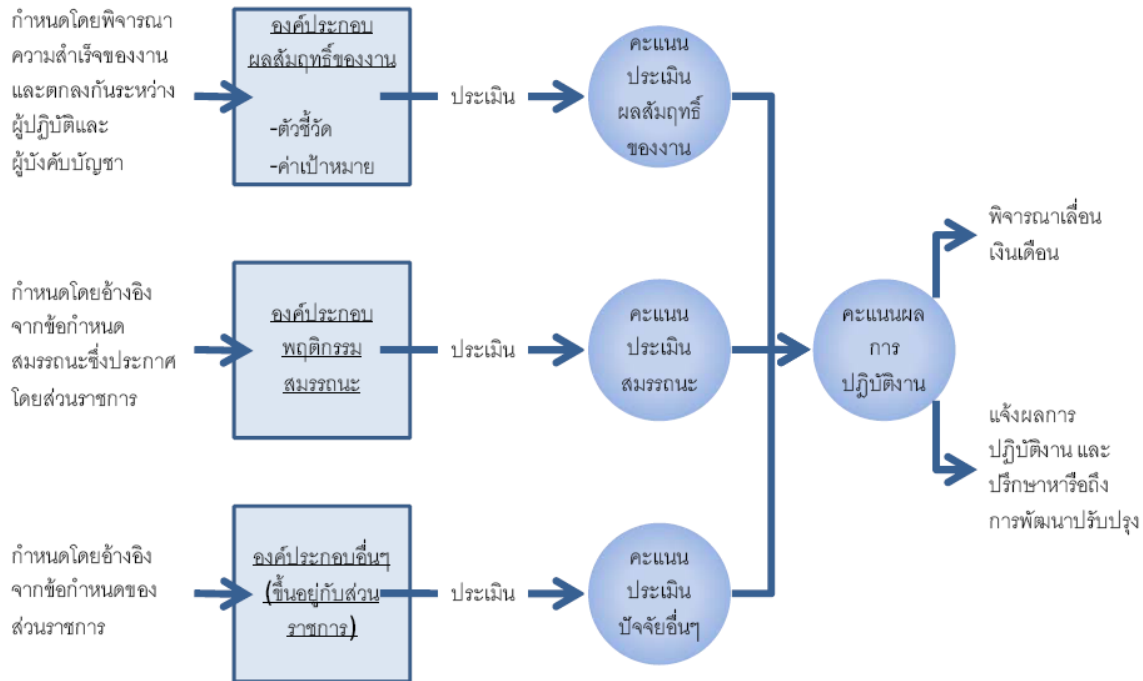 กำหนดโดยพิจารณา
ความสำเร็จของงาน
และตกลงกันระหว่าง
ผู้ปฏิบัติและ
ผู้บังคับบัญชา
องค์ประกอบ
ผลสัมฤทธิ์ของงาน
-ตัวชี้วัด
-ค่าเป้าหมาย
ประเมิน
คะแนน
ประเมิน
ผลสัมฤทธิ์
ของงาน
กำหนดโดยอ้างอิง
จากข้อกำหนด
สมรรถนะซึ่งประกาศ
โดยส่วนราชการ
องค์ประกอบ
พฤติกรรม
สมรรถนะ
ประเมิน
คะแนน
ประเมิน
สมรรถนะ
กำหนดโดยอ้างอิง
จากข้อกำหนดของ
ส่วนราชการ
องค์ประกอบอื่นๆ
(ขึ้นอยู่กับส่วน
ราชการ)
ประเมิน
คะแนน
ประเมิน
ปัจจัยอื่นๆ
คะแนนผล
การ
ปฏิบัติงาน
พิจารณาเลื่อน
เงินเดือน
แจ้งผลการ
ปฏิบัติงาน และ
ปรึกษาหารือถึง
การพัฒนาปรับปรุง